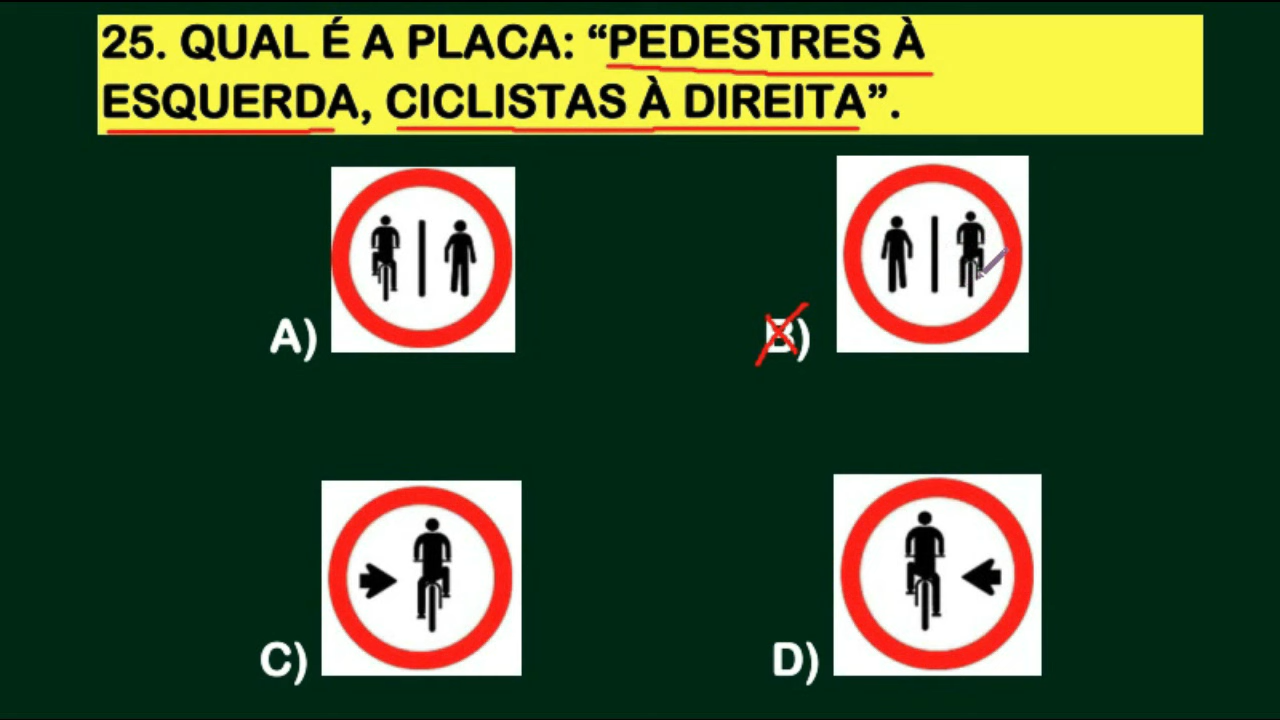 25. QUAL É A PLACA: “PEDESTRES À
ESQUERDA, CICLISTAS À DIREITA”.
A)
B)
C)
D)